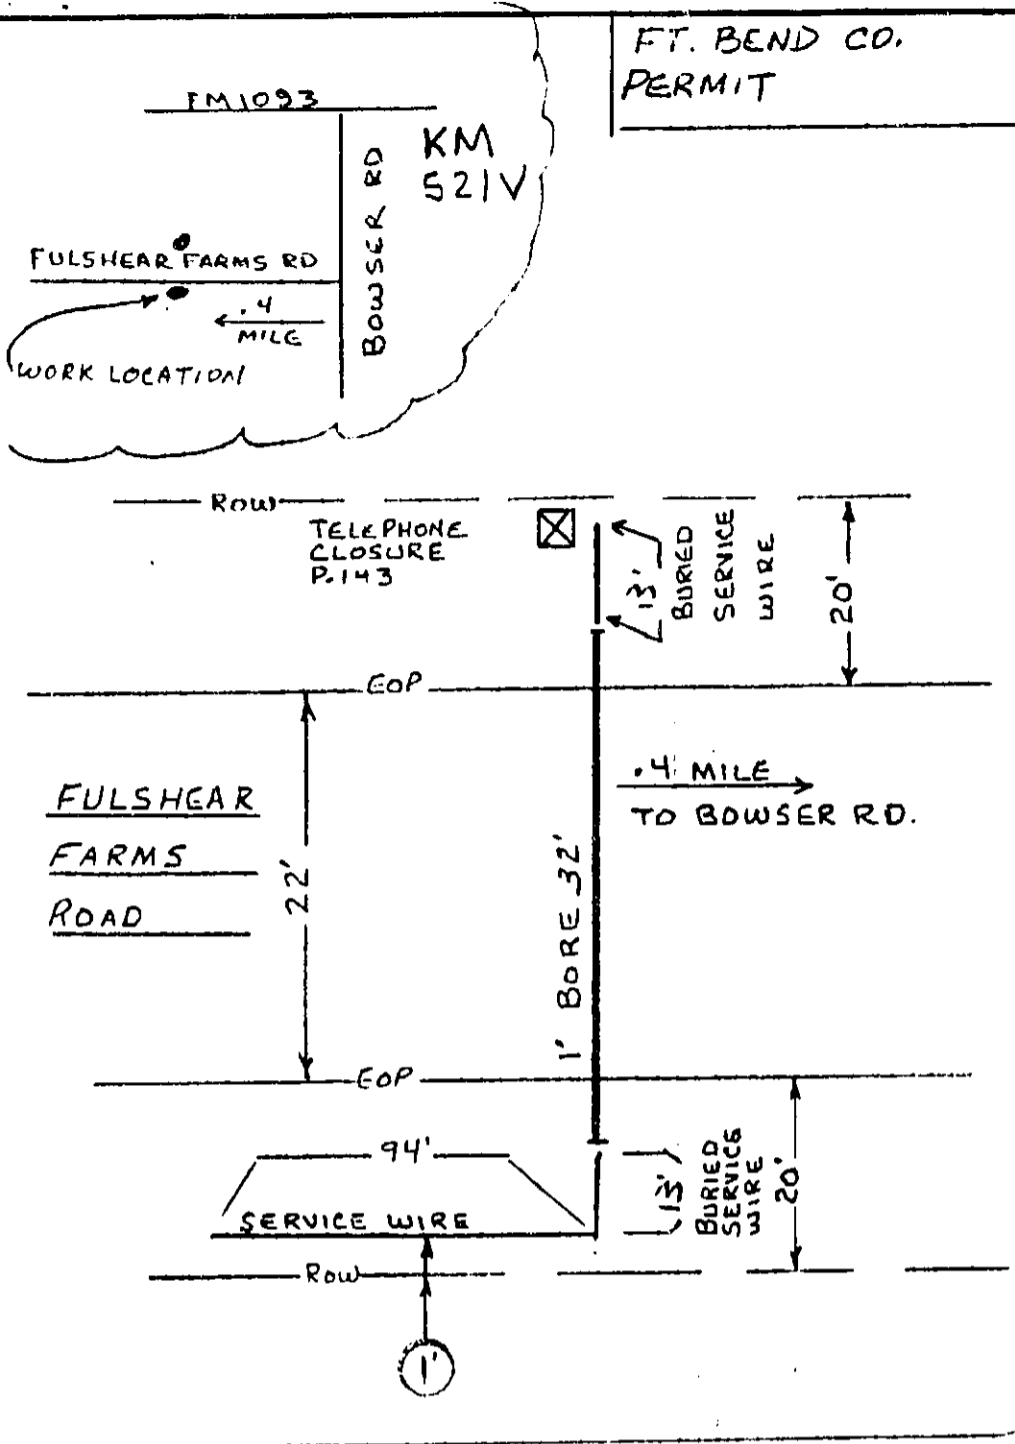 FT. BEND CO.
PERMIT
FM1093
KM
521V
BOWSER RD
FULSHEAR FARMS RD
.4
MILE
WORK LOCATION
ROW
TELEPHONE
CLOSURE
P.143
13'
BURIED
SERVICE
WIRE
20'
EOP
FULSHEAR
FARMS
ROAD
22'
.4 MILE
TO BOWSER RD.
1' BORE 32'
EOP
94'
SERVICE WIRE
13'
BURIED
SERVICE
WIRE
20'
ROW
1'